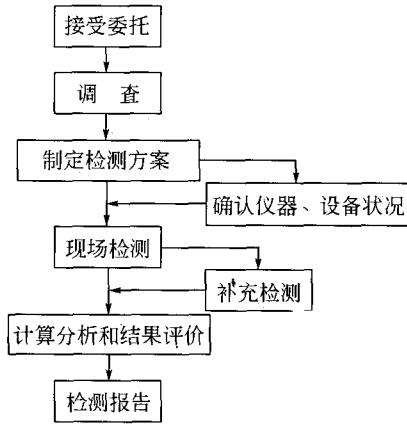 接受委托
调 查
制定检测方案
确认仪器、设备状况
现场检测
补充检测
计算分析和结果评价
检测报告